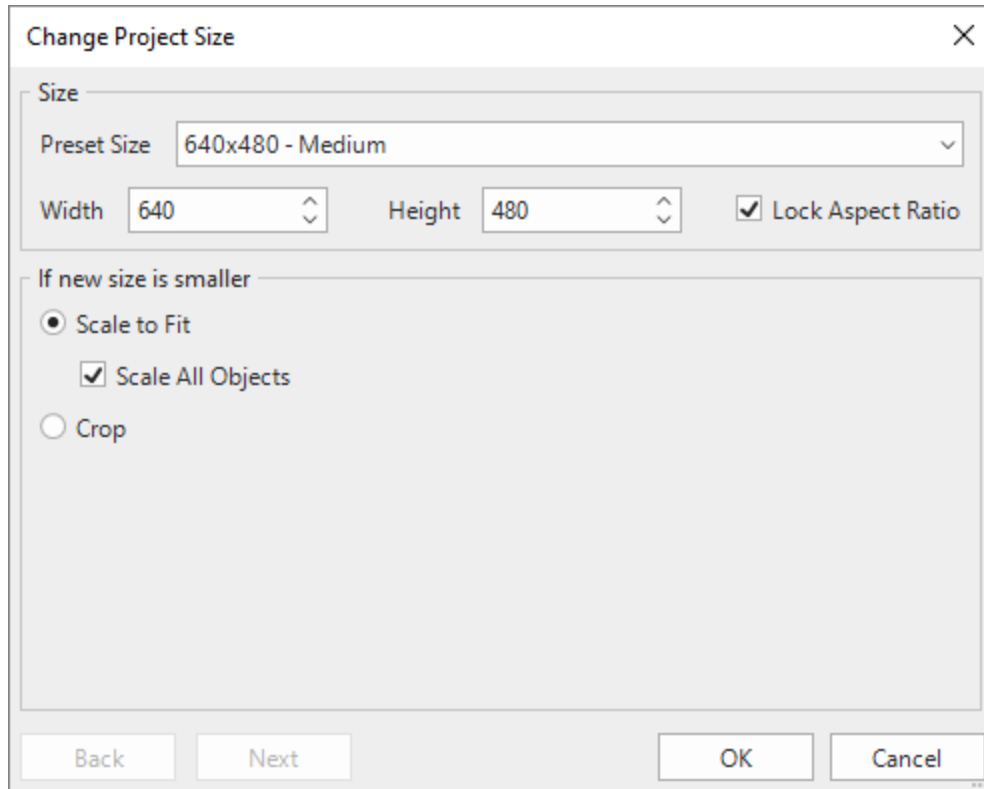 Change Project Size
Size
Preset Size 640x480 - Medium
Width 640 Height 480 Lock Aspect Ratio
If new size is smaller
Scale to Fit
Scale All Objects
Crop
Back Next OK Cancel